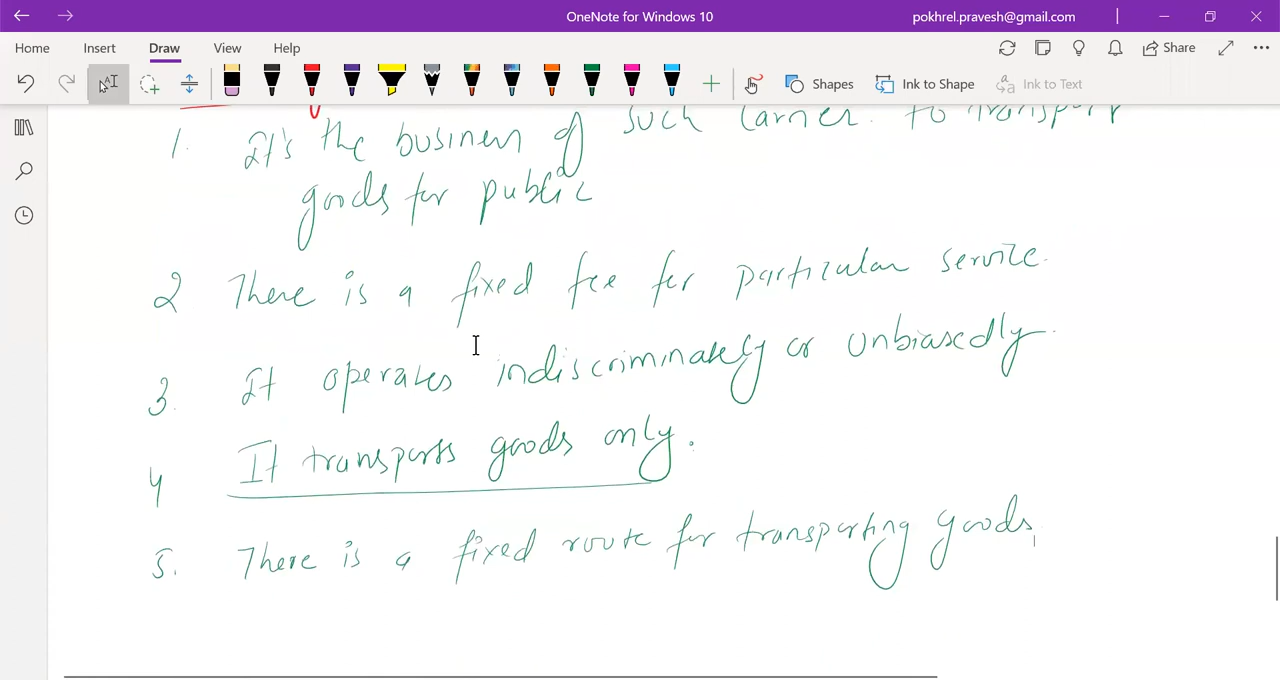 OneNote for Windows 10
pokhrel.pravesh@gmail.com
Home Insert Draw View Help Share
Shapes Ink to Shape Ink to Text
1. It's the business of such carrier to transport
goods for public
2 There is a fixed fee for particular service.
3. It operates indiscriminately or unbiasedly.
4 It transports goods only.
5. There is a fixed route for transporting goods,